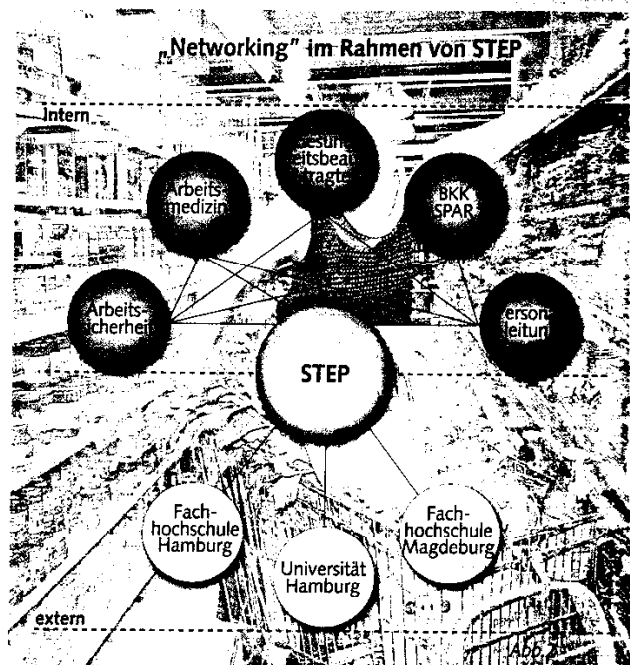 „Networking” im Rahmen von STEP
Intern
Arbeits-
medizin
BKK
SPAR
Arbeits-
STEP
Fach-
hochschule
Hamburg
Universität
Hamburg
Fach-
hochschule
Magdeburg
extern
Abb.2